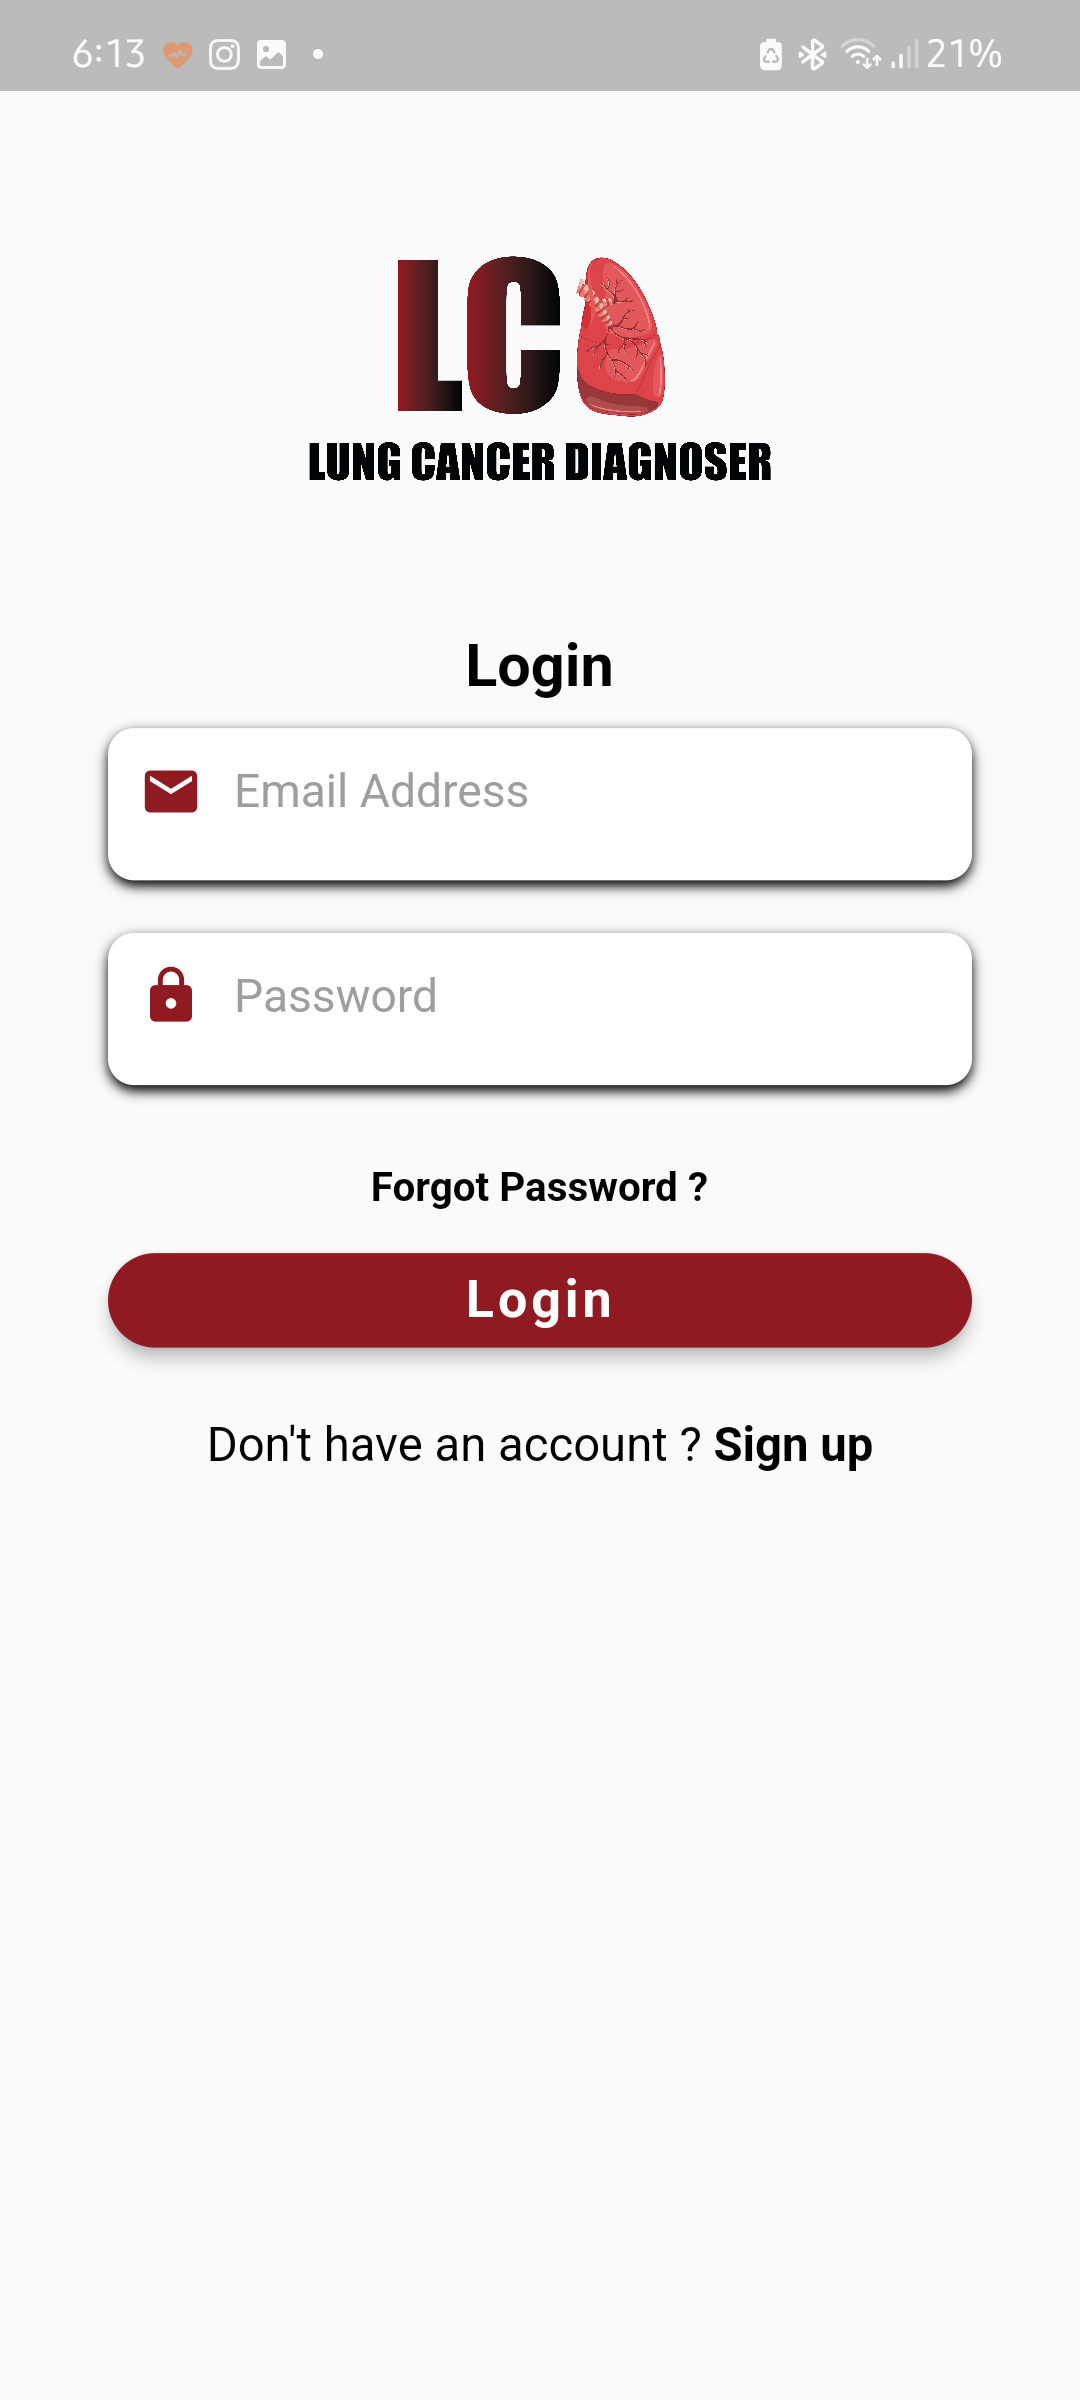 6:13 21%
LC
LUNG CANCER DIAGNOSER
Login
Email Address
Password
Forgot Password ?
Login
Don't have an account ? Sign up